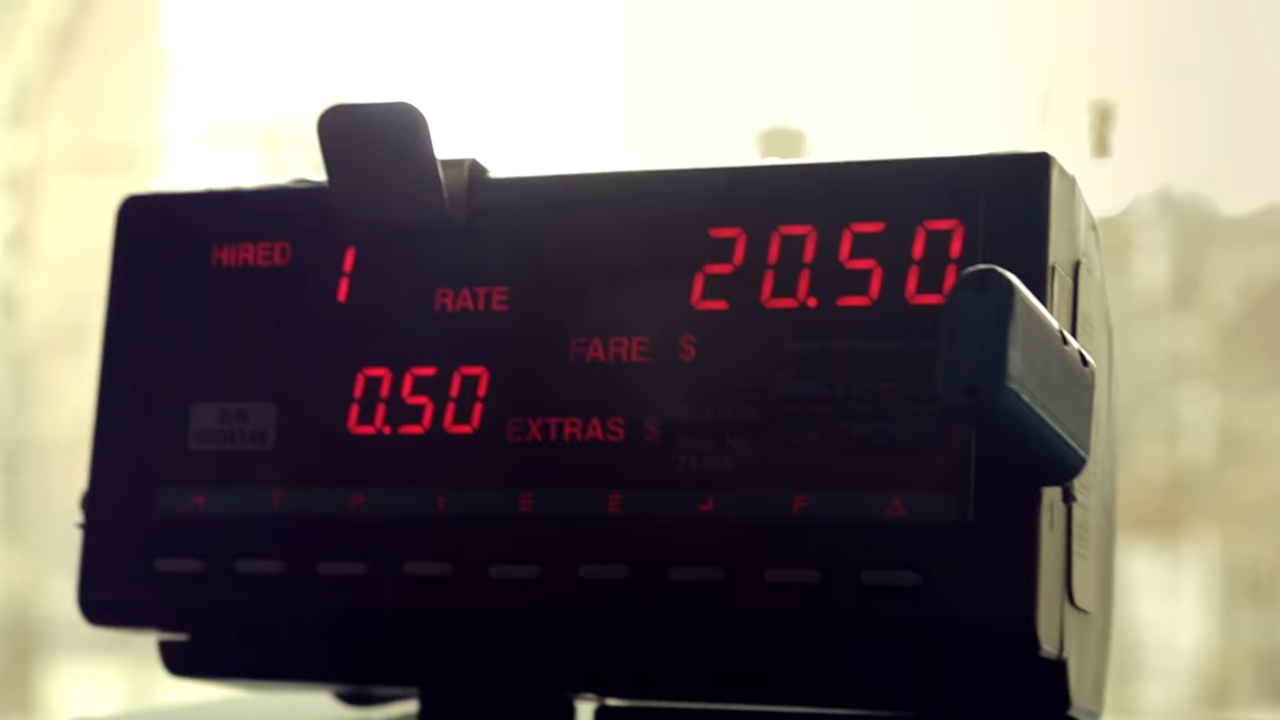 HIRED 1 RATE 20.50
FARE $
0.50 EXTRAS $
H T P t E E J F Δ